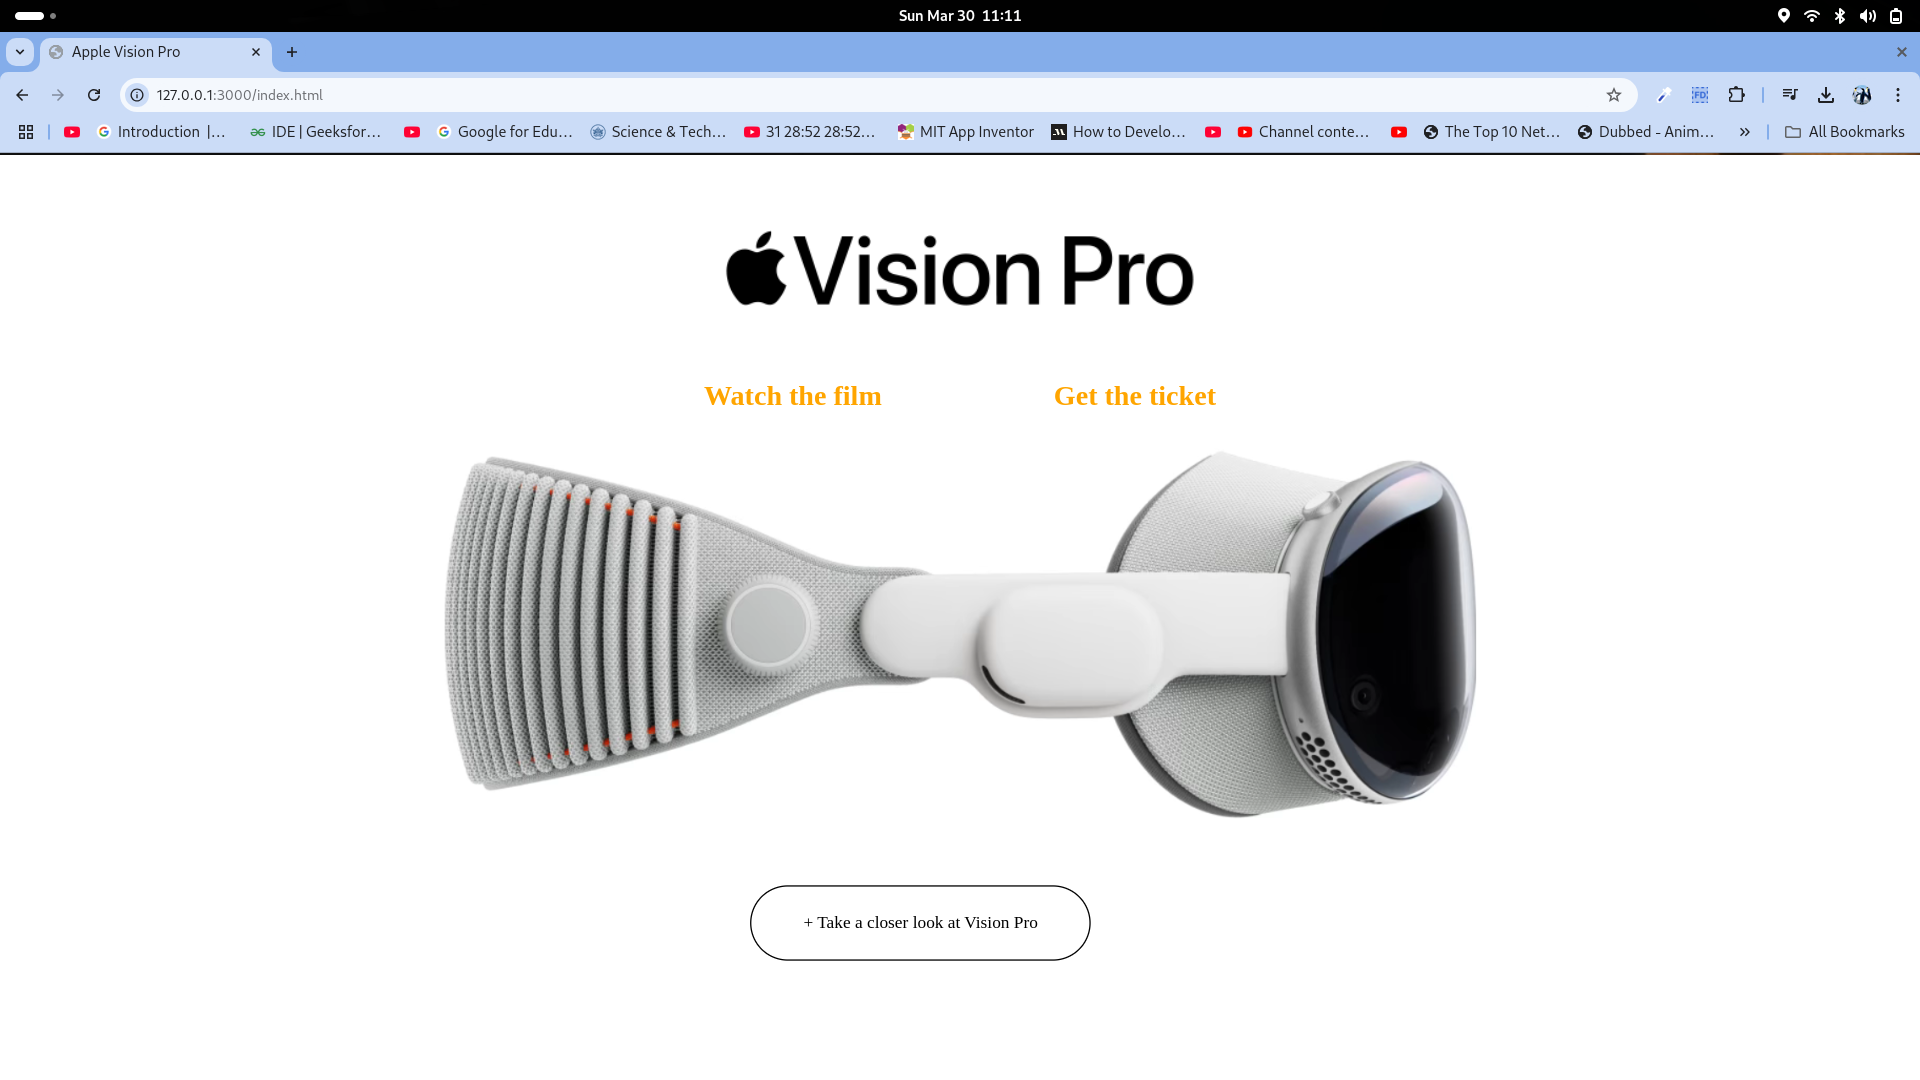 Sun Mar 30 11:11
Apple Vision Pro
127.0.0.1:3000/index.html
Introduction |... IDE | Geeksfor... Google for Edu... Science & Tech... 31 28:52 28:52... MIT App Inventor How to Develo... Channel conte... The Top 10 Net... Dubbed - Anim... All Bookmarks
Vision Pro
Watch the film Get the ticket
+ Take a closer look at Vision Pro